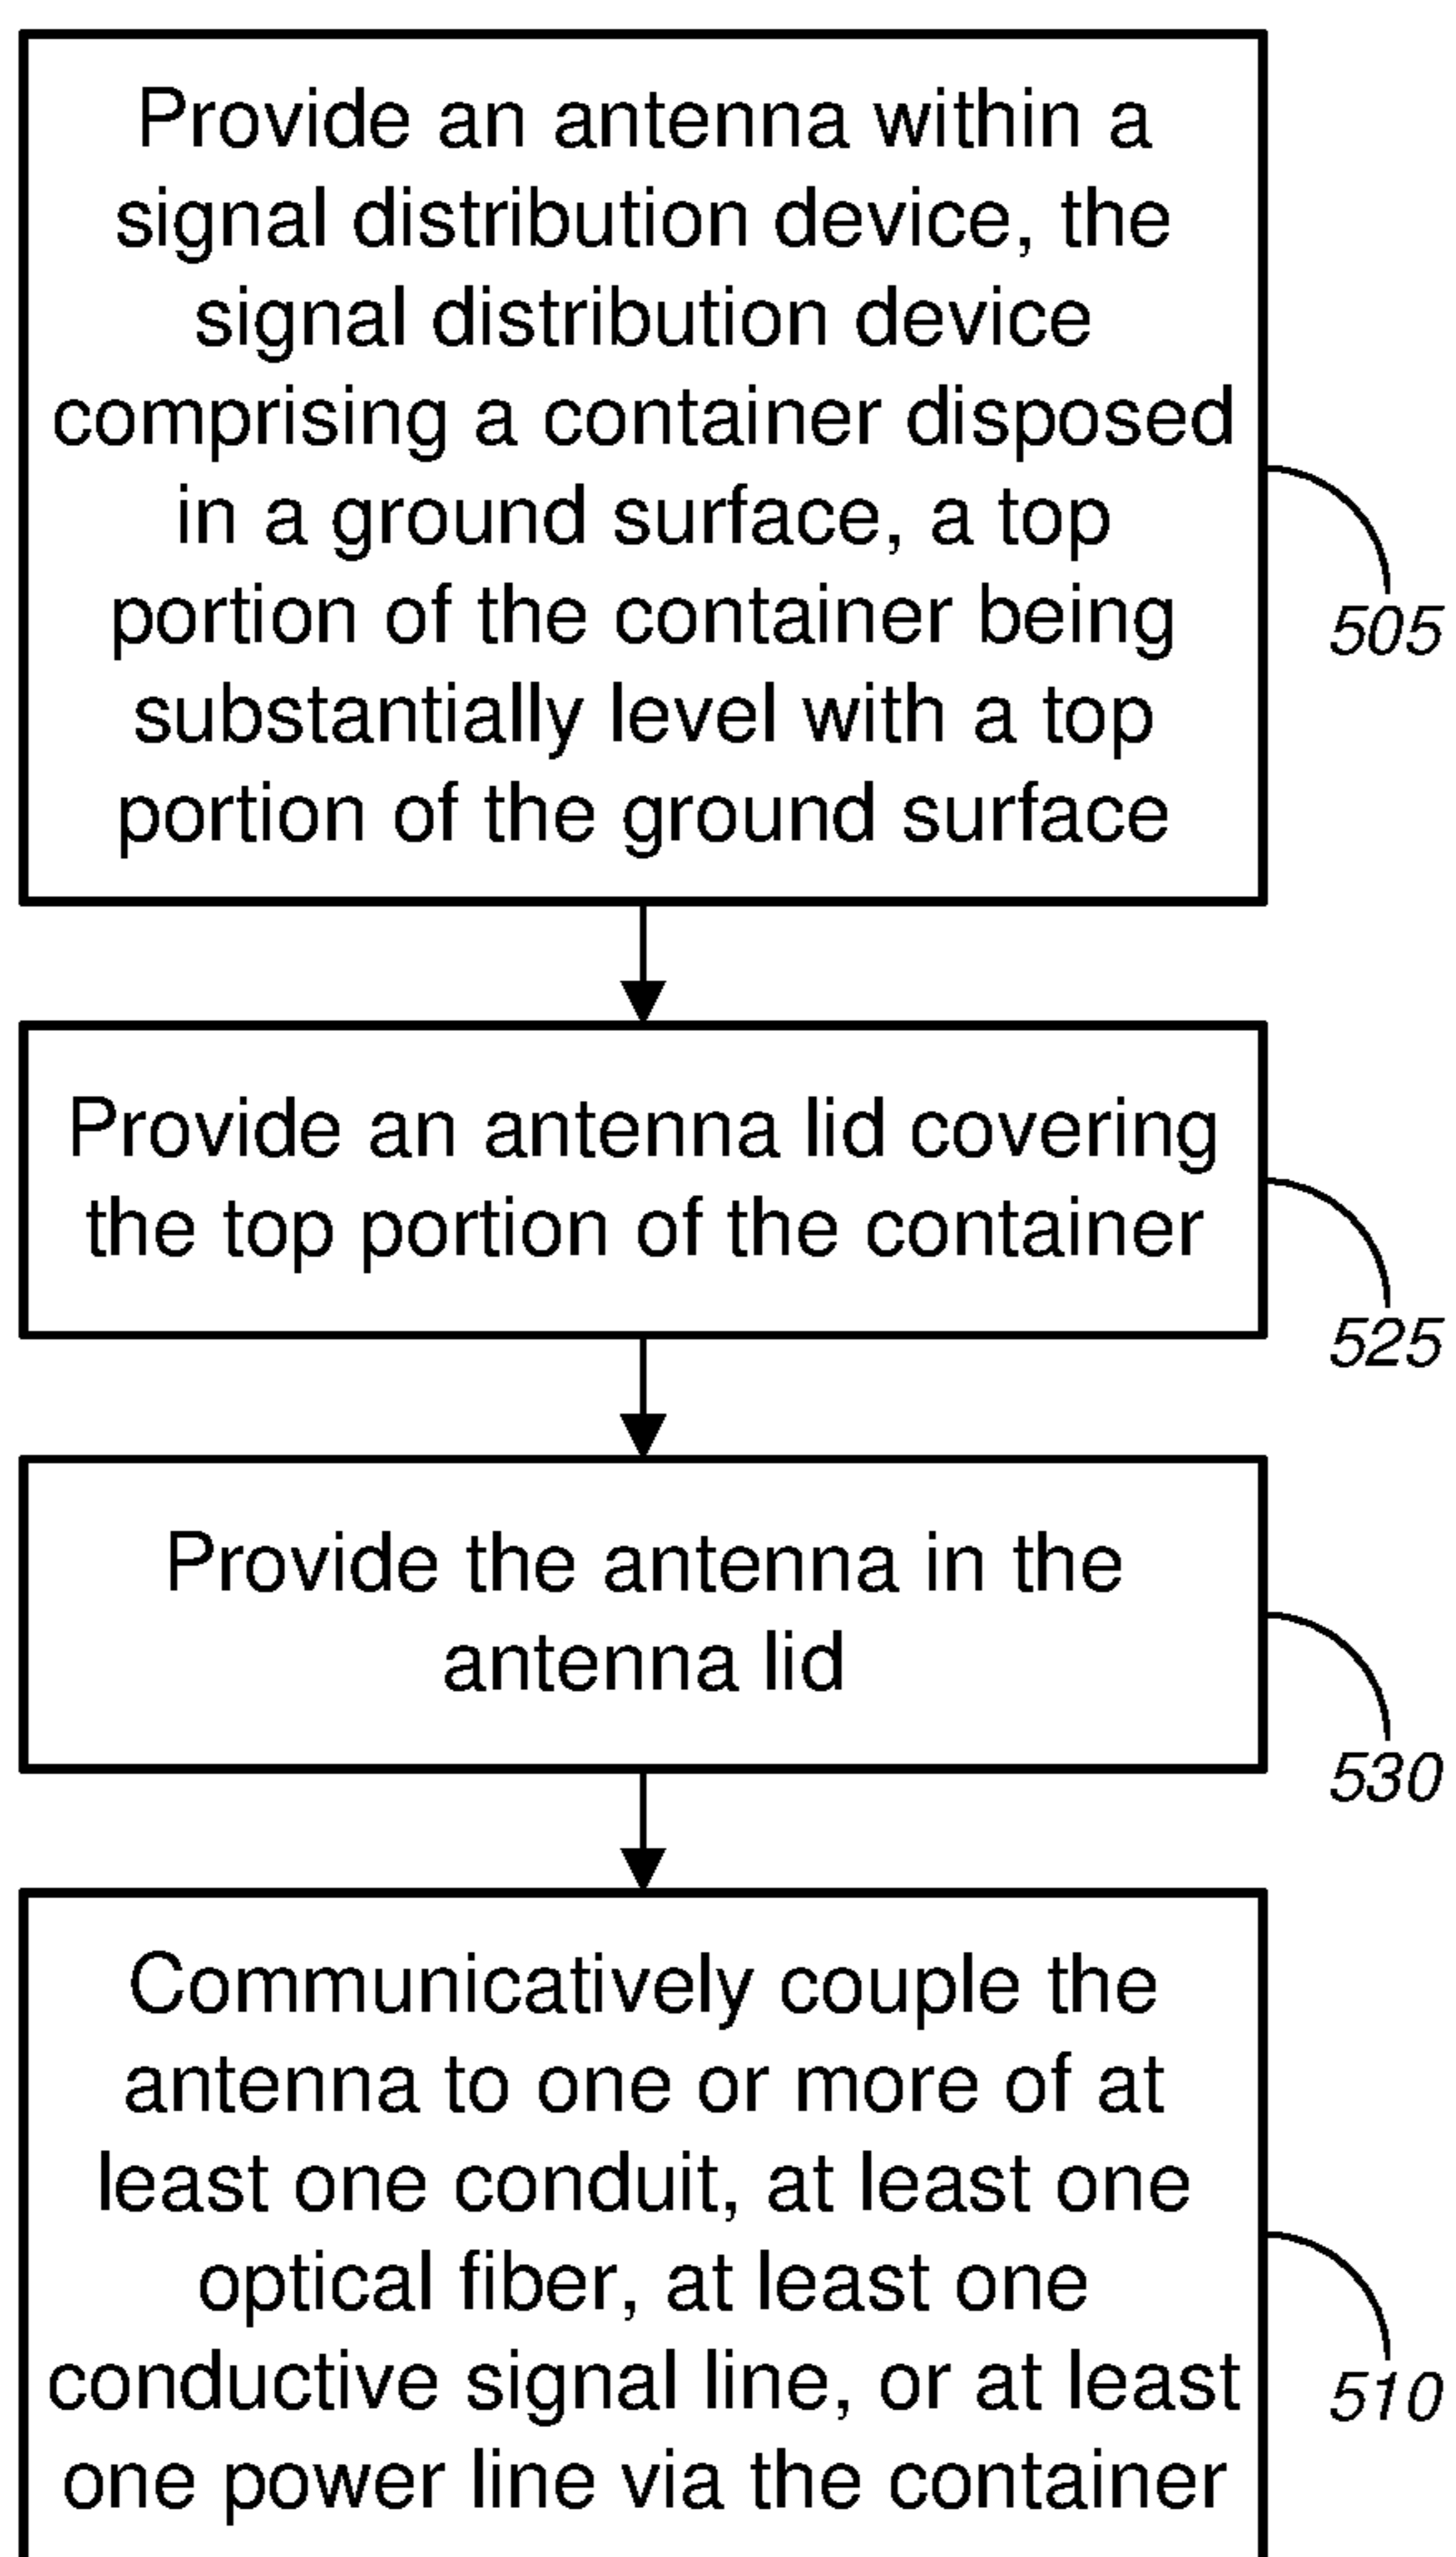 Provide an antenna within a
signal distribution device, the
signal distribution device
comprising a container disposed
in a ground surface, a top
portion of the container being
substantially level with a top
portion of the ground surface
505
Provide an antenna lid covering
the top portion of the container
525
Provide the antenna in the
antenna lid
530
Communicatively couple the
antenna to one or more of at
least one conduit, at least one
optical fiber, at least one
conductive signal line, or at least
one power line via the container
510